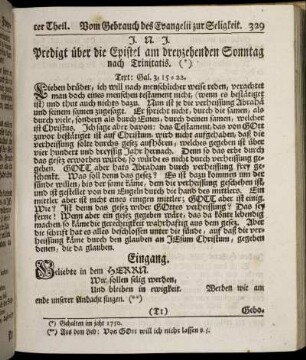 ter Theil. Vom Gebrauch des Evangelii zur Seligkeit. 329
J. N. J.
Predigt über die Epistel am dreyzehenden Sonntag
nach Trinitatis. (*)
Text: Gal. 3, 15-22.
Lieben brüder, ich will nach menschlicher weise reden, verachtet
man doch eines menschen testament nicht, (wenn es bestätiget
ist) und thut auch nichts dazu. Nun ist je die verheissung Abraha
und seinem samen zugesaget. Er spricht nicht, durch die samen, als
durch viele, sondern als durch Einen, durch deinen samen, welcher
ist Christus. Ich sage aber davon: das Testament, das von GOtt
zuvor bestätiget ist auf Christum, wird nicht aufgehaben, daß die
verheissung solte durchs gesetz aufhören, welches gegeben ist über vier
hundert und dreyßig Jahr hernach. Denn so das erbe durch
das gesetz erworben würde, so würde es nicht durch verheissung ge-
geben. GOTT aber hats Abraham durch verheissung frey ge-
schenkt. Was soll denn das gesetz? Es ist dazu kommen um der
sünde willen, bis der same käme, dem die verheissung geschehen ist,
und ist gestellet von den Engeln durch die hand des mittlers. Ein
mittler aber ist nicht eines einigen mittler; GOTT aber ist einig.
Wie? Ist denn das gesetz wider GOttes verheissung? Das sey
ferne! Wenn aber ein gesetz gegeben wäre, das da könte lebendig
machen, so käme die gerechtigkeit wahrhaftig aus dem gesetz. Aber
die schrift hat es alles beschlossen unter die sünde, auf daß die ver-
heissung käme durch den glauben an JEsum Christum, gegeben
denen, die da glauben.
Eingang.
Geliebte in dem HERRN.
Wir sollen selig werden,
Und bleiben in ewigkeit. Werden wir am
ende unserer Andacht singen. (**)
(Tt) Gebo-
(*) Gehalten im jahr 1750.
(**) Aus dem lied: Von GOtt will ich nicht lassen v.